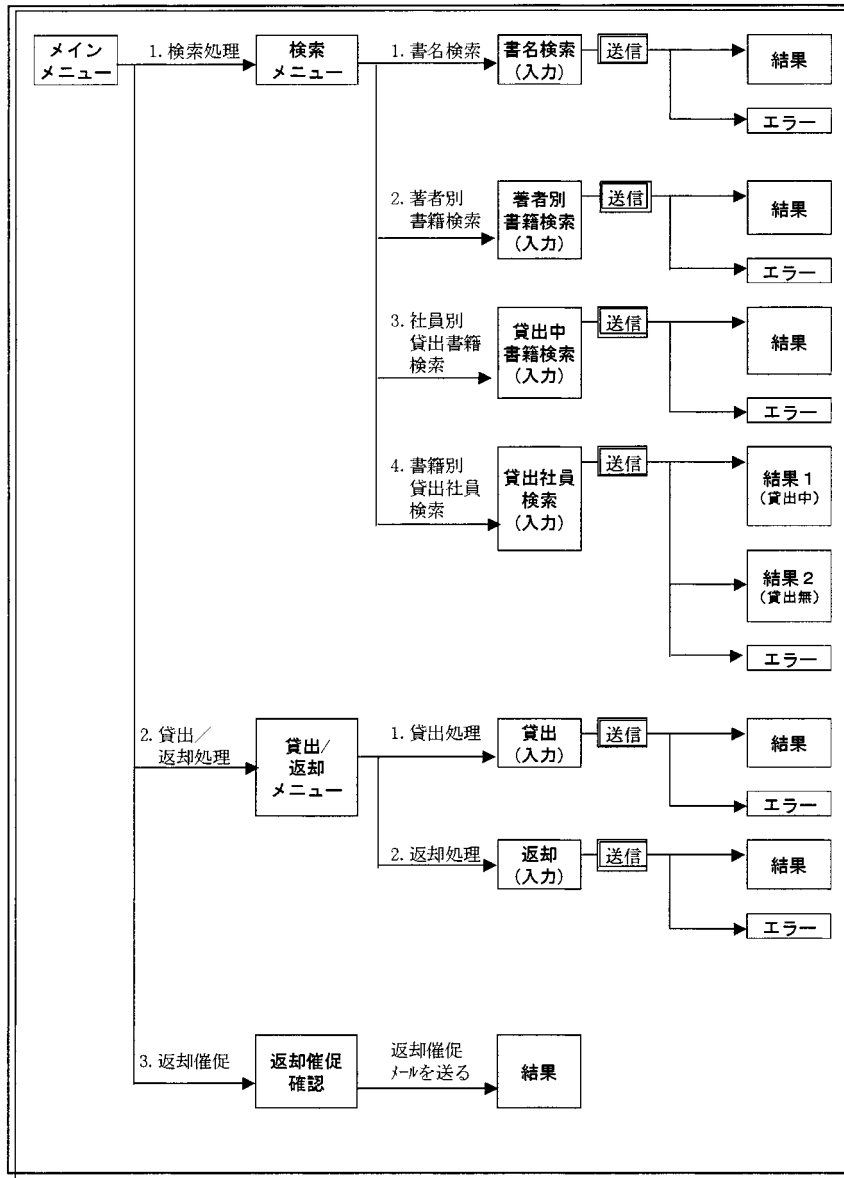 メイン
メニュー
1. 検索処理
検索
メニュー
1. 書名検索
書名検索
(入力)
送信
結果
エラー
2. 著者別
書籍検索
著者別
書籍検索
(入力)
送信
結果
エラー
3. 社員別
貸出書籍
検索
貸出中
書籍検索
(入力)
送信
結果
エラー
4. 書籍別
貸出社員
検索
貸出社員
検索
(入力)
送信
結果1
(貸出中)
結果2
(貸出無)
エラー
2. 貸出/
返却処理
貸出/
返却
メニュー
1. 貸出処理
貸出
(入力)
送信
結果
エラー
2. 返却処理
返却
(入力)
送信
結果
エラー
3. 返却催促
返却催促
確認
返却催促
メールを送る
結果